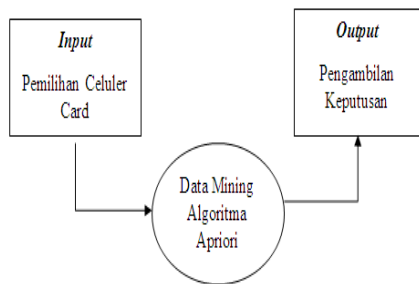 Input
Pemilihan Celuler
Card
Data Mining
Algoritma
Apriori
Output
Pengambilan
Keputusan